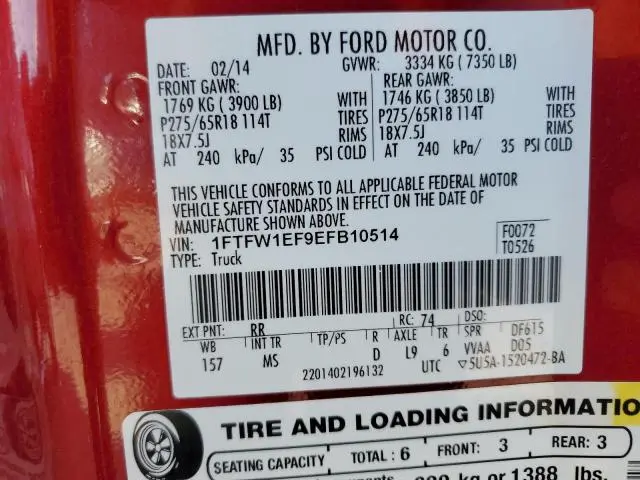 MFD. BY FORD MOTOR CO.
DATE: 02/14 GVWR: 3334 KG (7350 LB)
FRONT GAWR: REAR GAWR:
1769 KG (3900 LB) WITH 1746 KG (3850 LB) WITH
P275/65R18 114T TIRES P275/65R18 114T TIRES
18X7.5J RIMS 18X7.5J RIMS
AT 240 kPa/ 35 PSI COLD AT 240 kPa/ 35 PSI COLD
THIS VEHICLE CONFORMS TO ALL APPLICABLE FEDERAL MOTOR
VEHICLE SAFETY STANDARDS IN EFFECT ON THE DATE OF
MANUFACTURE SHOWN ABOVE.
VIN: 1FTFW1EF9EFB10514 F0072
TYPE: Truck T0526
EXT PNT: RR RC: 74 DSO:
WB INT TR TP/PS R AXLE TR SPR DF615
157 MS D L9 6 VVAA D05
2201402196132 UTC ▽5U5A-1520472-BA
TIRE AND LOADING INFORMATIO
SEATING CAPACITY TOTAL : 6 FRONT: 3 REAR: 3
kg or 1388 lbs.